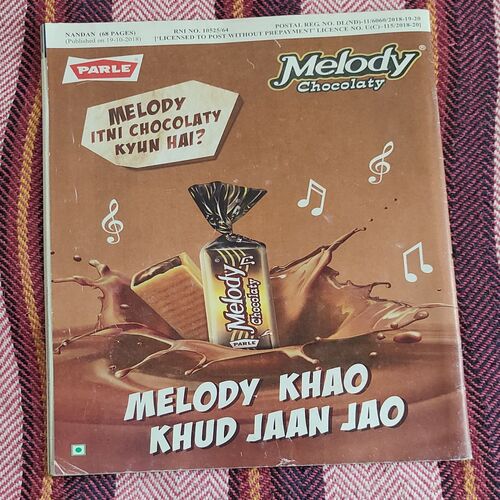 NANDAN (68 PAGES)
(Published on 19-10-2018)
RNI NO. 10525/64
POSTAL REG. NO. DL(ND)-11/6060/2018-19-20
["LICENSED TO POST WITHOUT PREPAYMENT" LICENCE NO. U(C)-115/2018-20]
PARLE
Melody
Chocolaty
MELODY
ITNI CHOCOLATY
KYUN HAI?
Melody
Chocolaty
PARLE
MELODY KHAO
KHUD JAAN JAO